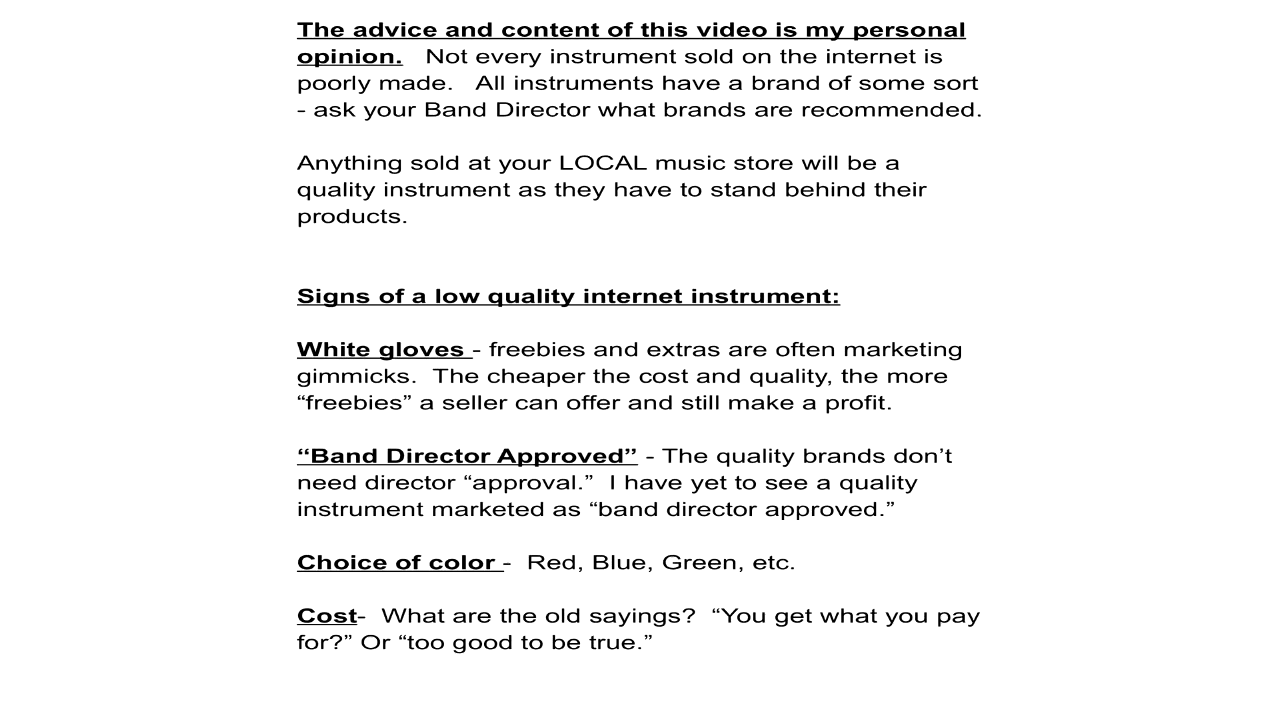 The advice and content of this video is my personal
opinion.   Not every instrument sold on the internet is
poorly made.   All instruments have a brand of some sort
- ask your Band Director what brands are recommended.
Anything sold at your LOCAL music store will be a
quality instrument as they have to stand behind their
products.
Signs of a low quality internet instrument:
White gloves - freebies and extras are often marketing
gimmicks.  The cheaper the cost and quality, the more
“freebies” a seller can offer and still make a profit.
“Band Director Approved” - The quality brands don’t
need director “approval.”  I have yet to see a quality
instrument marketed as “band director approved.”
Choice of color -  Red, Blue, Green, etc.
Cost-  What are the old sayings?  “You get what you pay
for?” Or “too good to be true.”